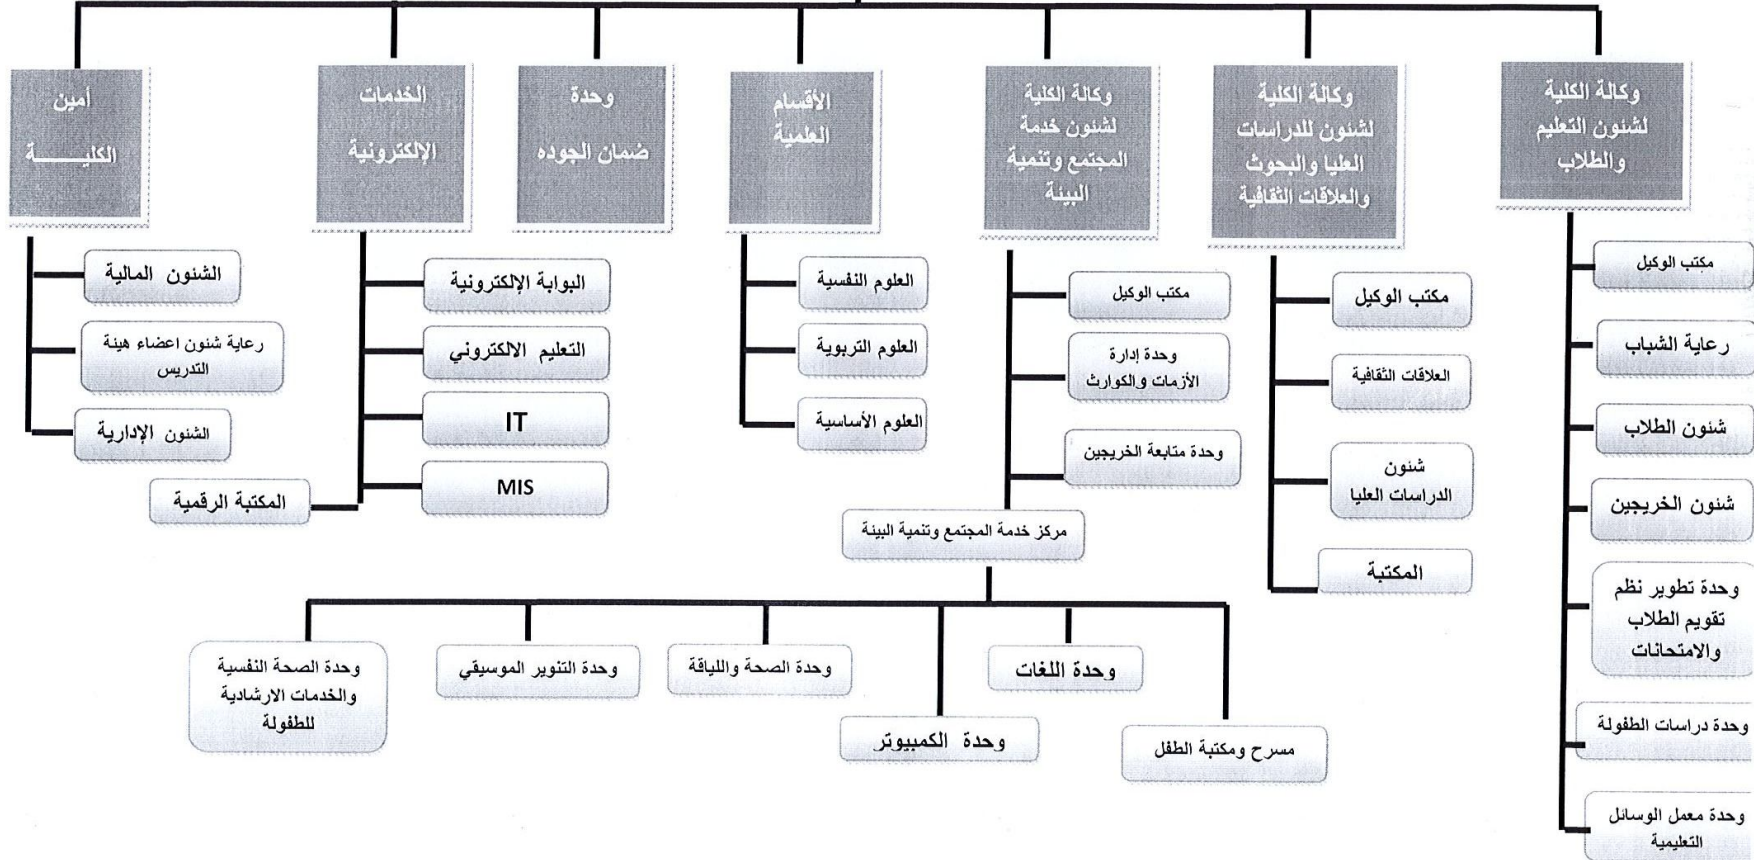 وكالة الكلية
لشئون التعليم
والطلاب
مكتب الوكيل
رعاية الشباب
شئون الطلاب
شئون الخريجين
وحدة تطوير نظم
تقويم الطلاب
والامتحانات
وحدة دراسات الطفولة
وحدة معمل الوسائل
التعليمية
وكالة الكلية
لشئون للدراسات
العليا والبحوث
والعلاقات الثقافية
مكتب الوكيل
العلاقات الثقافية
شئون
الدراسات العليا
المكتبة
وكالة الكلية
لشئون خدمة
المجتمع وتنمية
البيئة
مكتب الوكيل
وحدة إدارة
الأزمات والكوارث
وحدة متابعة الخريجين
مركز خدمة المجتمع وتنمية البيئة
مسرح ومكتبة الطفل
وحدة اللغات
وحدة الكمبيوتر
وحدة الصحة واللياقة
وحدة التنوير الموسيقي
وحدة الصحة النفسية
والخدمات الارشادية
للطفولة
الأقسام
العلمية
العلوم النفسية
العلوم التربوية
العلوم الأساسية
وحدة
ضمان الجوده
الخدمات
الإلكترونية
البوابة الإلكترونية
التعليم الالكتروني
IT
MIS
المكتبة الرقمية
أمين
الكليــــــة
الشئون المالية
رعاية شئون اعضاء هيئة
التدريس
الشئون الإدارية